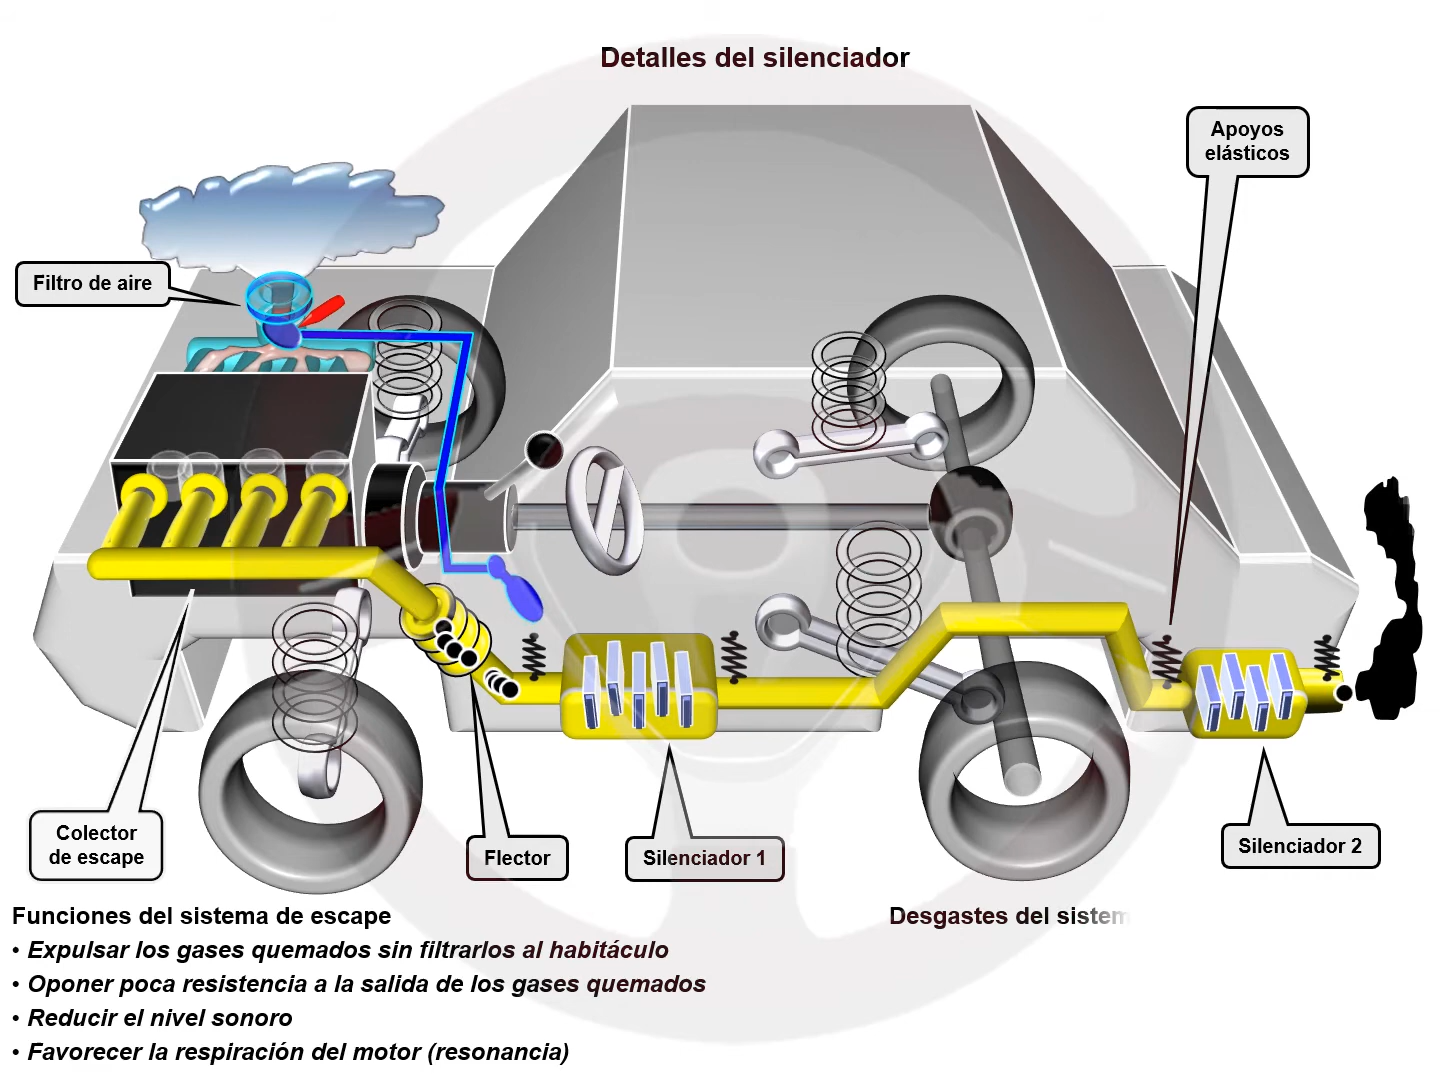 Detalles del silenciador
Apoyos
elásticos
Filtro de aire
Colector
de escape
Flector
Silenciador 1
Silenciador 2
Funciones del sistema de escape
• Expulsar los gases quemados sin filtrarlos al habitáculo
• Oponer poca resistencia a la salida de los gases quemados
• Reducir el nivel sonoro
• Favorecer la respiración del motor (resonancia)
Desgastes del sistem